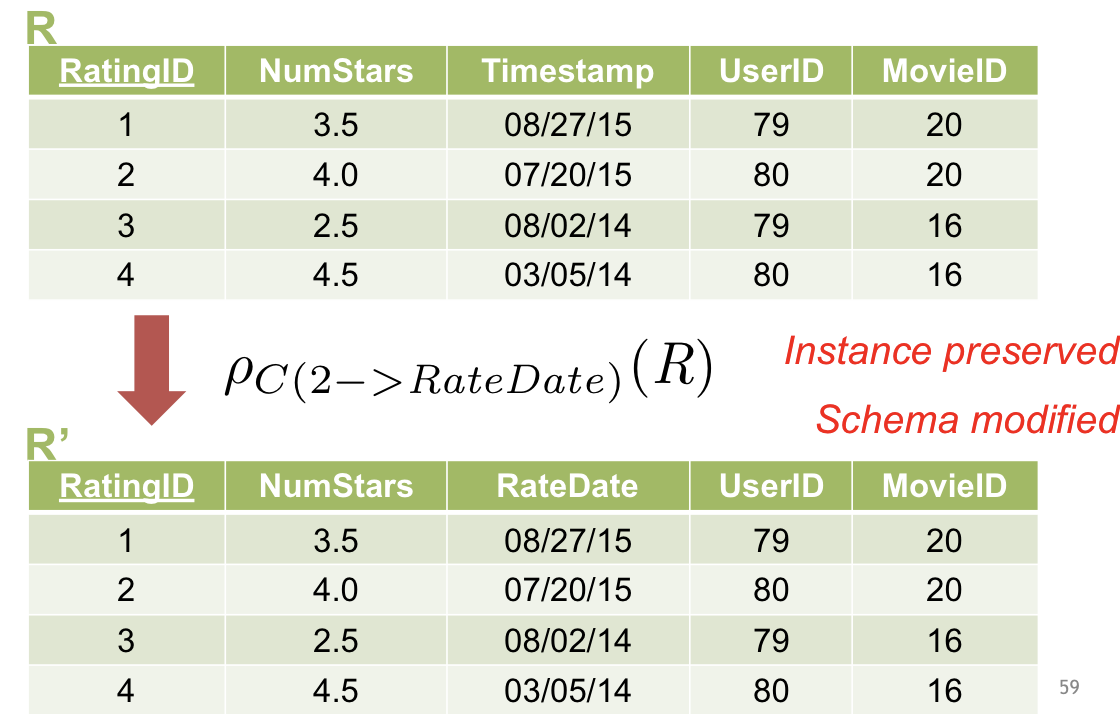 R
RatingID NumStars Timestamp UserID MovieID
1 3.5 08/27/15 79 20
2 4.0 07/20/15 80 20
3 2.5 08/02/14 79 16
4 4.5 03/05/14 80 16
ρC(2−>RateDate)(R) Instance preserved
Schema modified
R’
RatingID NumStars RateDate UserID MovieID
1 3.5 08/27/15 79 20
2 4.0 07/20/15 80 20
3 2.5 08/02/14 79 16
4 4.5 03/05/14 80 16
59